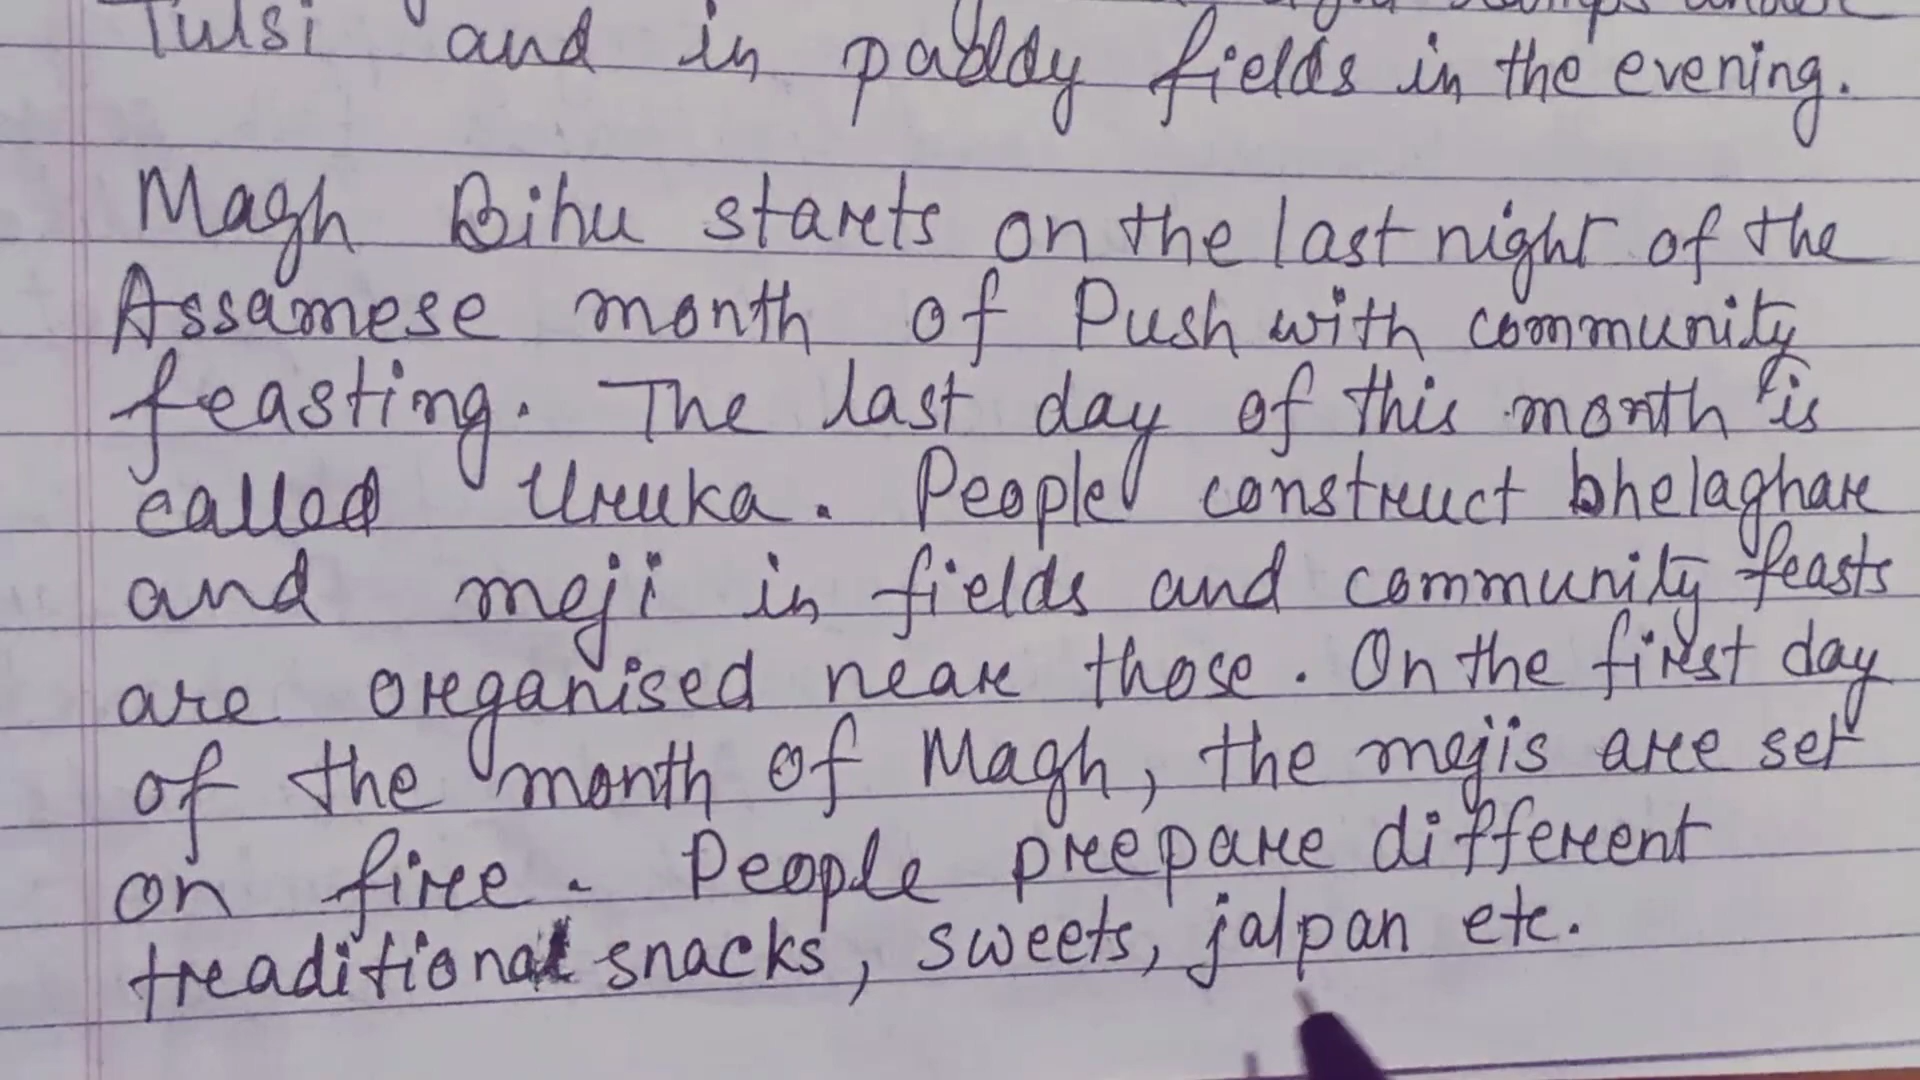 Tulsi and in paddy fields in the evening.
Magh Bihu starts on the last night of the
Assamese month of Push with community
feasting. The last day of this month is
called Uruka. People construct bhelaghar
and meji in fields and community feasts
are organised near those. On the first day
of the month of Magh, the mejis are set
on fire. People prepare different
traditional snacks, sweets, jalpan etc.